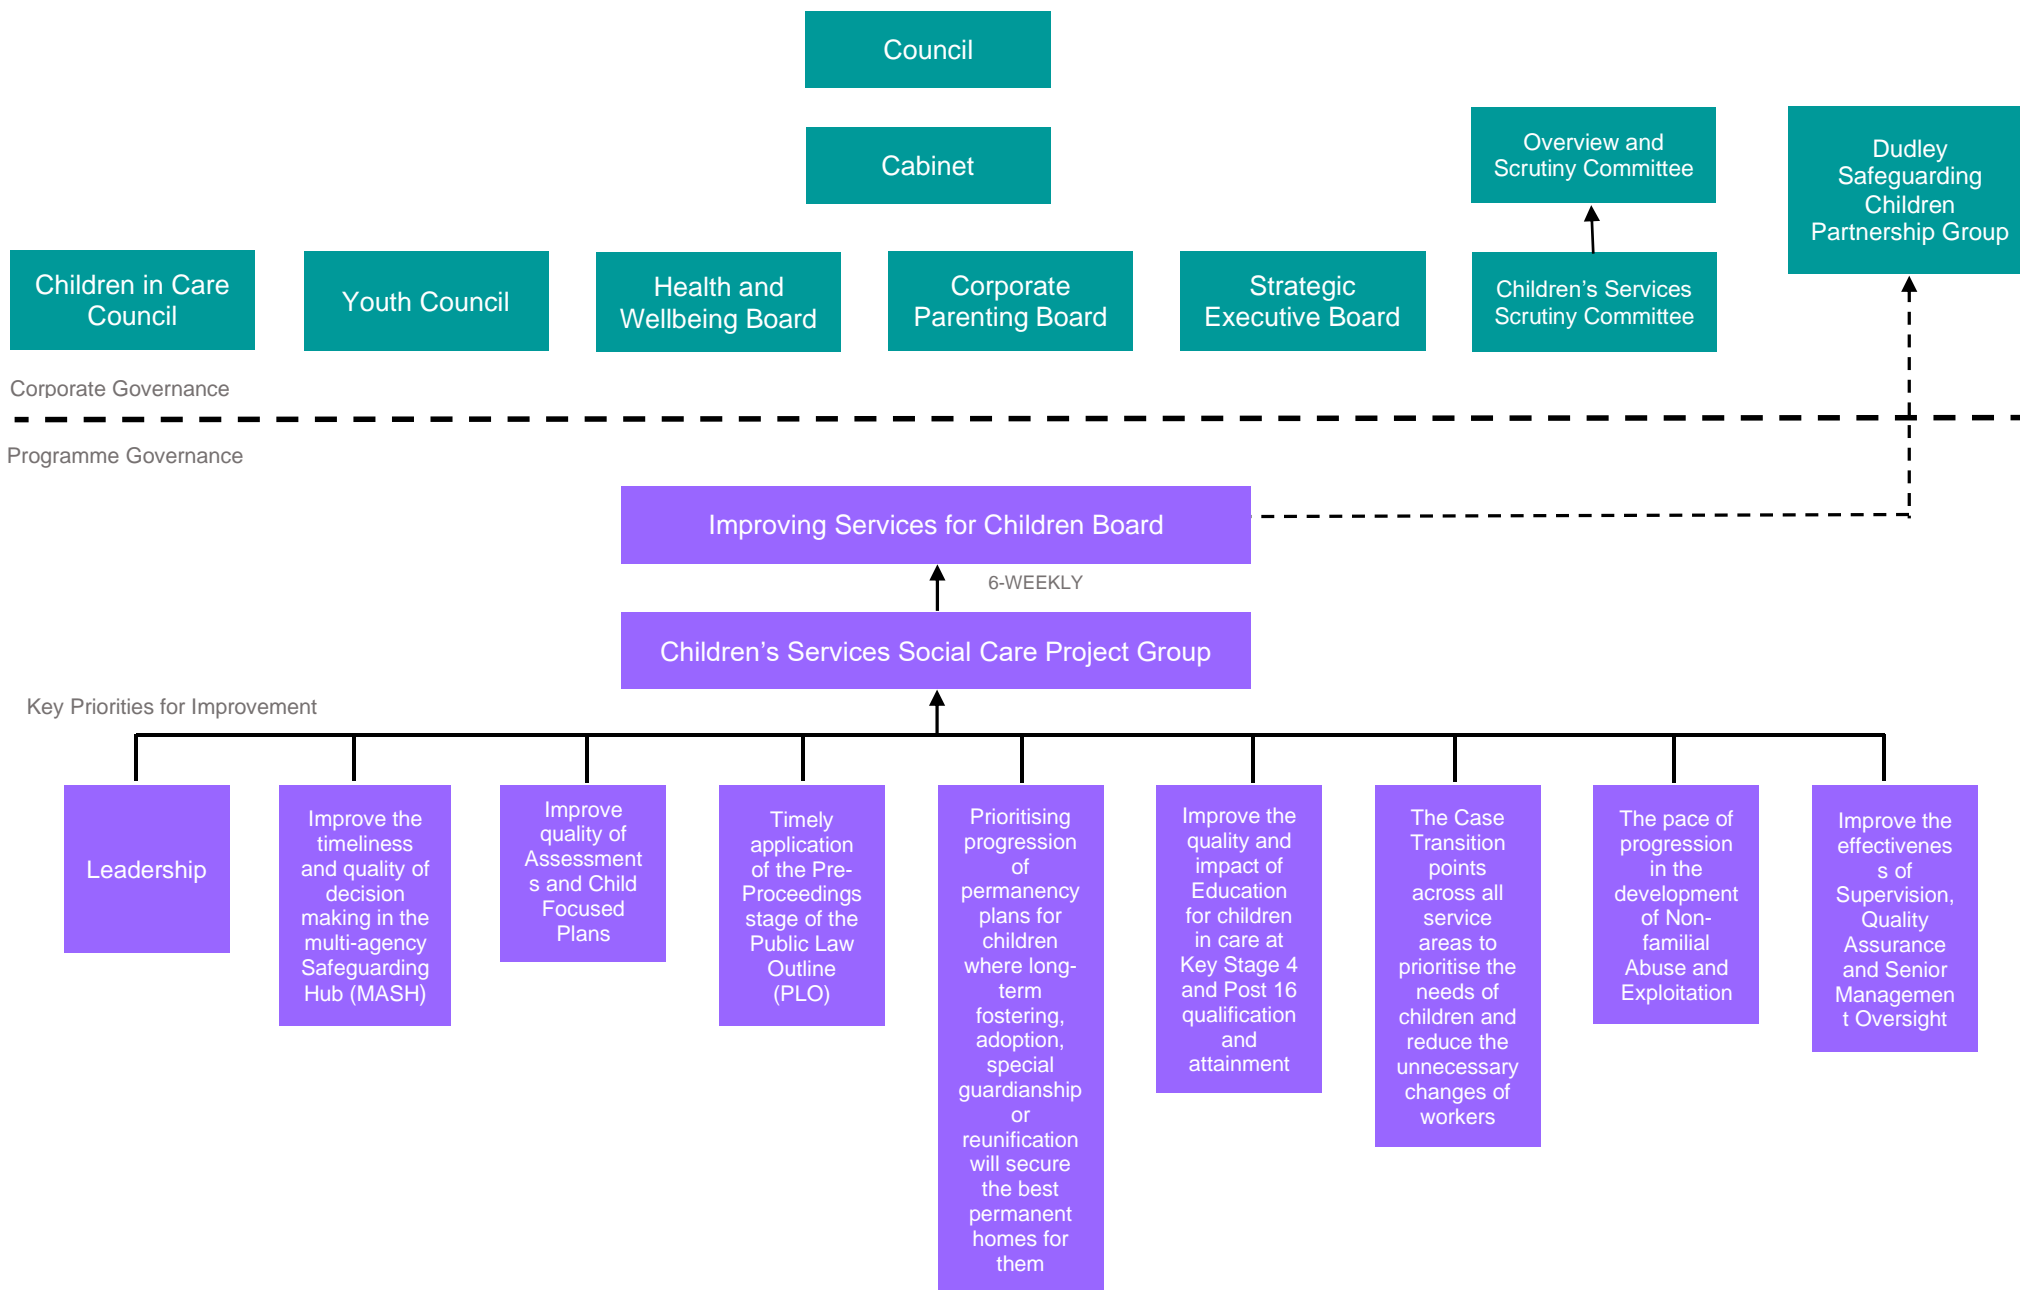 Council
Cabinet
Overview and
Scrutiny Committee
Dudley
Safeguarding
Children
Partnership Group
Children in Care
Council
Youth Council
Health and
Wellbeing Board
Corporate
Parenting Board
Strategic
Executive Board
Children’s Services
Scrutiny Committee
Corporate Governance
Programme Governance
Improving Services for Children Board
6-WEEKLY
Children’s Services Social Care Project Group
Key Priorities for Improvement
Leadership
Improve the
timeliness
and quality of
decision
making in the
multi-agency
Safeguarding
Hub (MASH)
Improve
quality of
Assessment
s and Child
Focused
Plans
Timely
application
of the Pre-
Proceedings
stage of the
Public Law
Outline
(PLO)
Prioritising
progression
of
permanency
plans for
children
where long-
term
fostering,
adoption,
special
guardianship
or
reunification
will secure
the best
permanent
homes for
them
Improve the
quality and
impact of
Education
for children
in care at
Key Stage 4
and Post 16
qualification
and
attainment
The Case
Transition
points
across all
service
areas to
prioritise the
needs of
children and
reduce the
unnecessary
changes of
workers
The pace of
progression
in the
development
of Non-
familial
Abuse and
Exploitation
Improve the
effectivenes
s of
Supervision,
Quality
Assurance
and Senior
Managemen
t Oversight